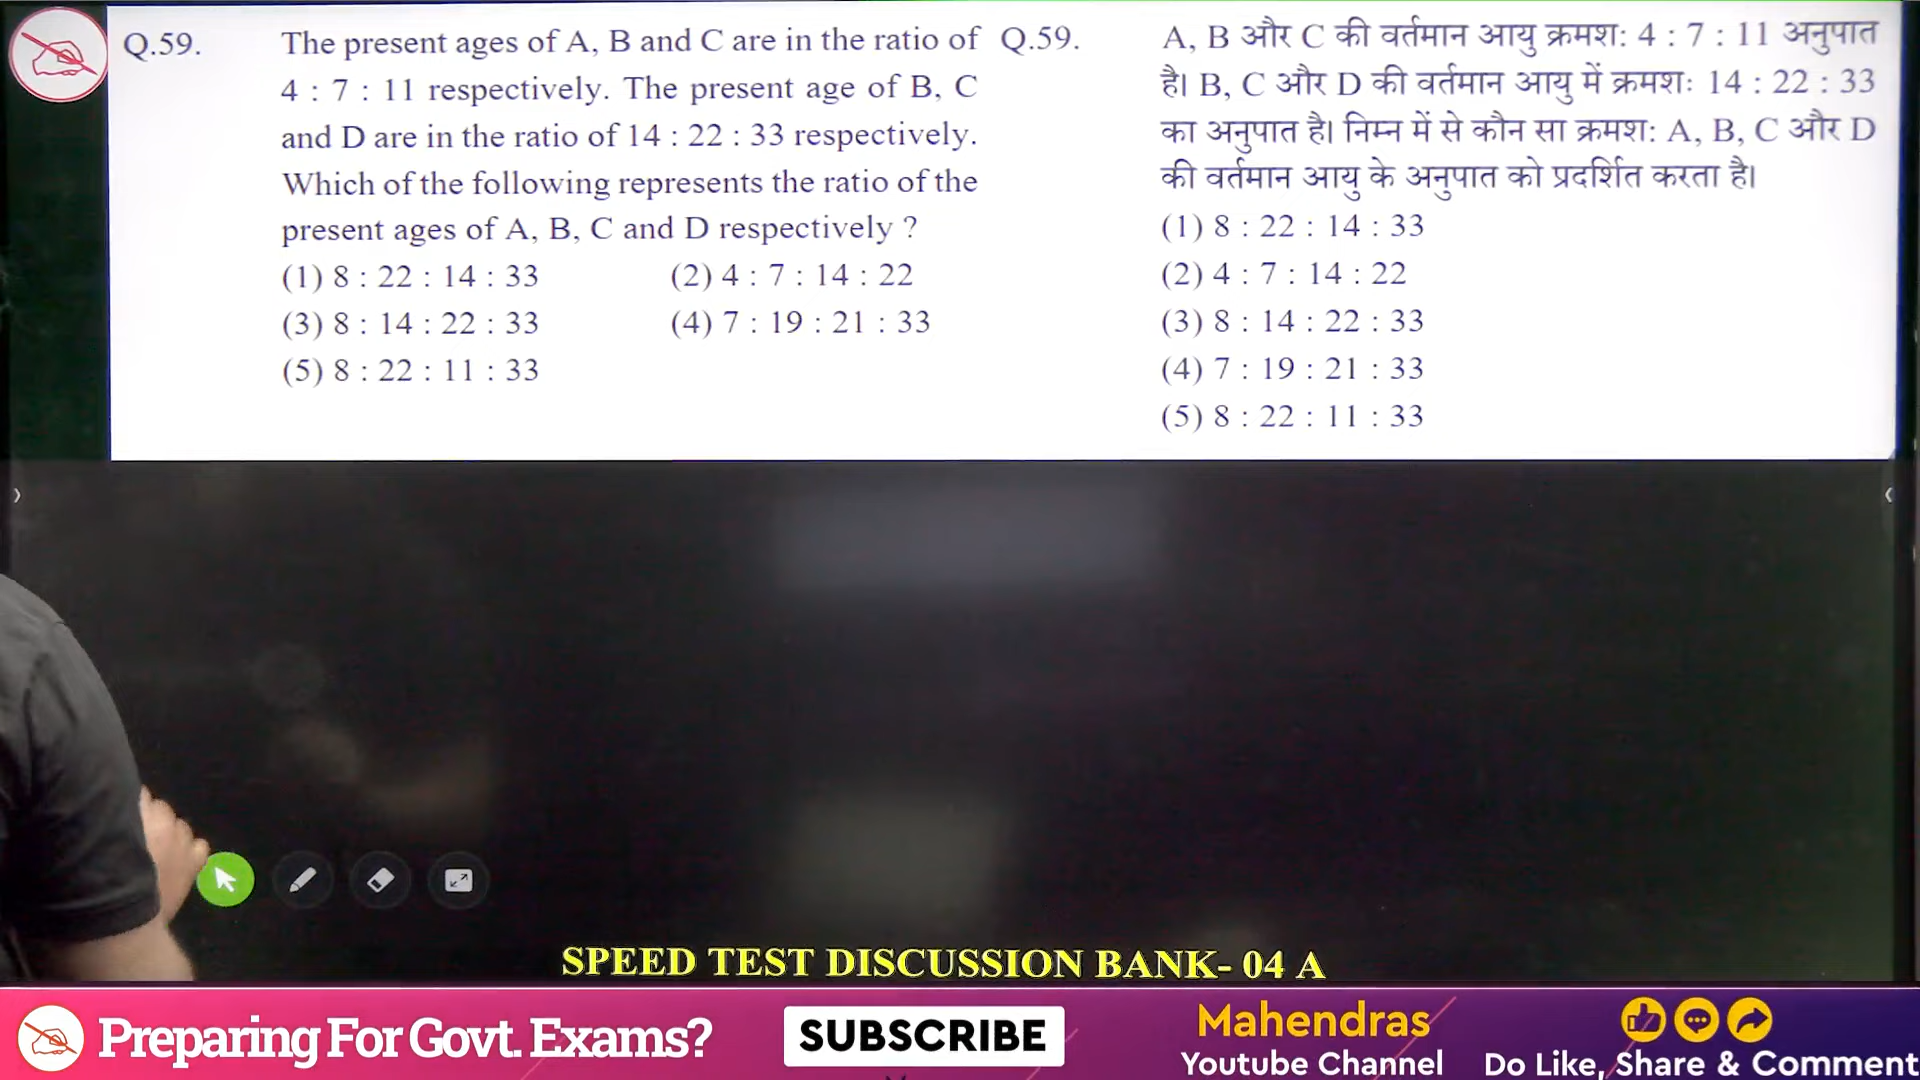 Q.59.
The present ages of A, B and C are in the ratio of
4 : 7 : 11 respectively. The present age of B, C
and D are in the ratio of 14 : 22 : 33 respectively.
Which of the following represents the ratio of the
present ages of A, B, C and D respectively ?
(1) 8 : 22 : 14 : 33 (2) 4 : 7 : 14 : 22
(3) 8 : 14 : 22 : 33 (4) 7 : 19 : 21 : 33
(5) 8 : 22 : 11 : 33
Q.59.
A, B और C की वर्तमान आयु क्रमश: 4 : 7 : 11 अनुपात
है। B, C और D की वर्तमान आयु में क्रमशः 14 : 22 : 33
का अनुपात है। निम्न में से कौन सा क्रमश: A, B, C और D
की वर्तमान आयु के अनुपात को प्रदर्शित करता है।
(1) 8 : 22 : 14 : 33
(2) 4 : 7 : 14 : 22
(3) 8 : 14 : 22 : 33
(4) 7 : 19 : 21 : 33
(5) 8 : 22 : 11 : 33
SPEED TEST DISCUSSION BANK- 04 A
Preparing For Govt. Exams?
SUBSCRIBE
Mahendras
Youtube Channel
Do Like, Share & Comment